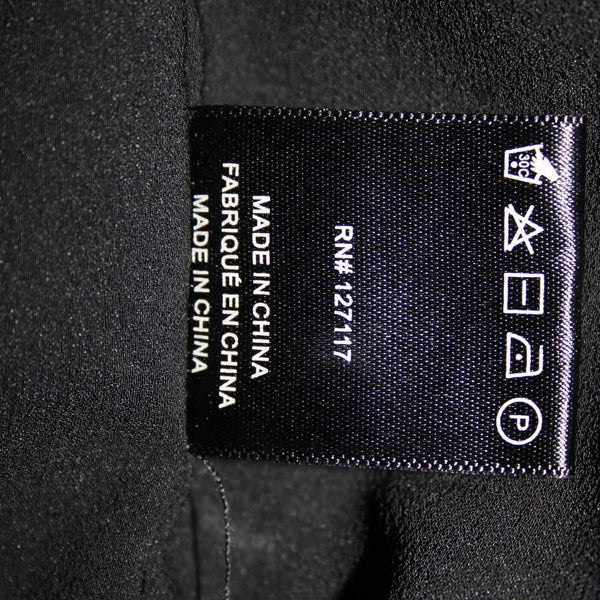 30C P
RN# 127117
MADE IN CHINA
FABRIQUÉ EN CHINA
MADE IN CHINA